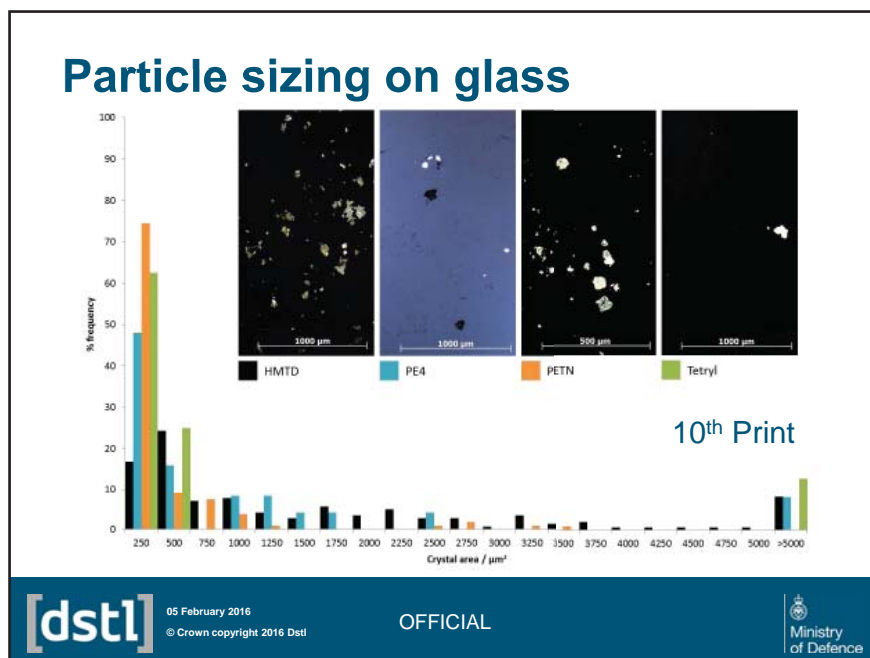 Particle sizing on glass
100
90
80
70
60
50
40
30
20
10
0
% frequency
1000 µm
1000 µm
500 µm
1000 µm
HMTD
PE4
PETN
Tetryl
10th Print
250 500 750 1000 1250 1500 1750 2000 2250 2500 2750 3000 3250 3500 3750 4000 4250 4500 4750 5000 >5000
Crystal area / µm²
[dstl]
05 February 2016
© Crown copyright 2016 Dstl
OFFICIAL
Ministry
of Defence